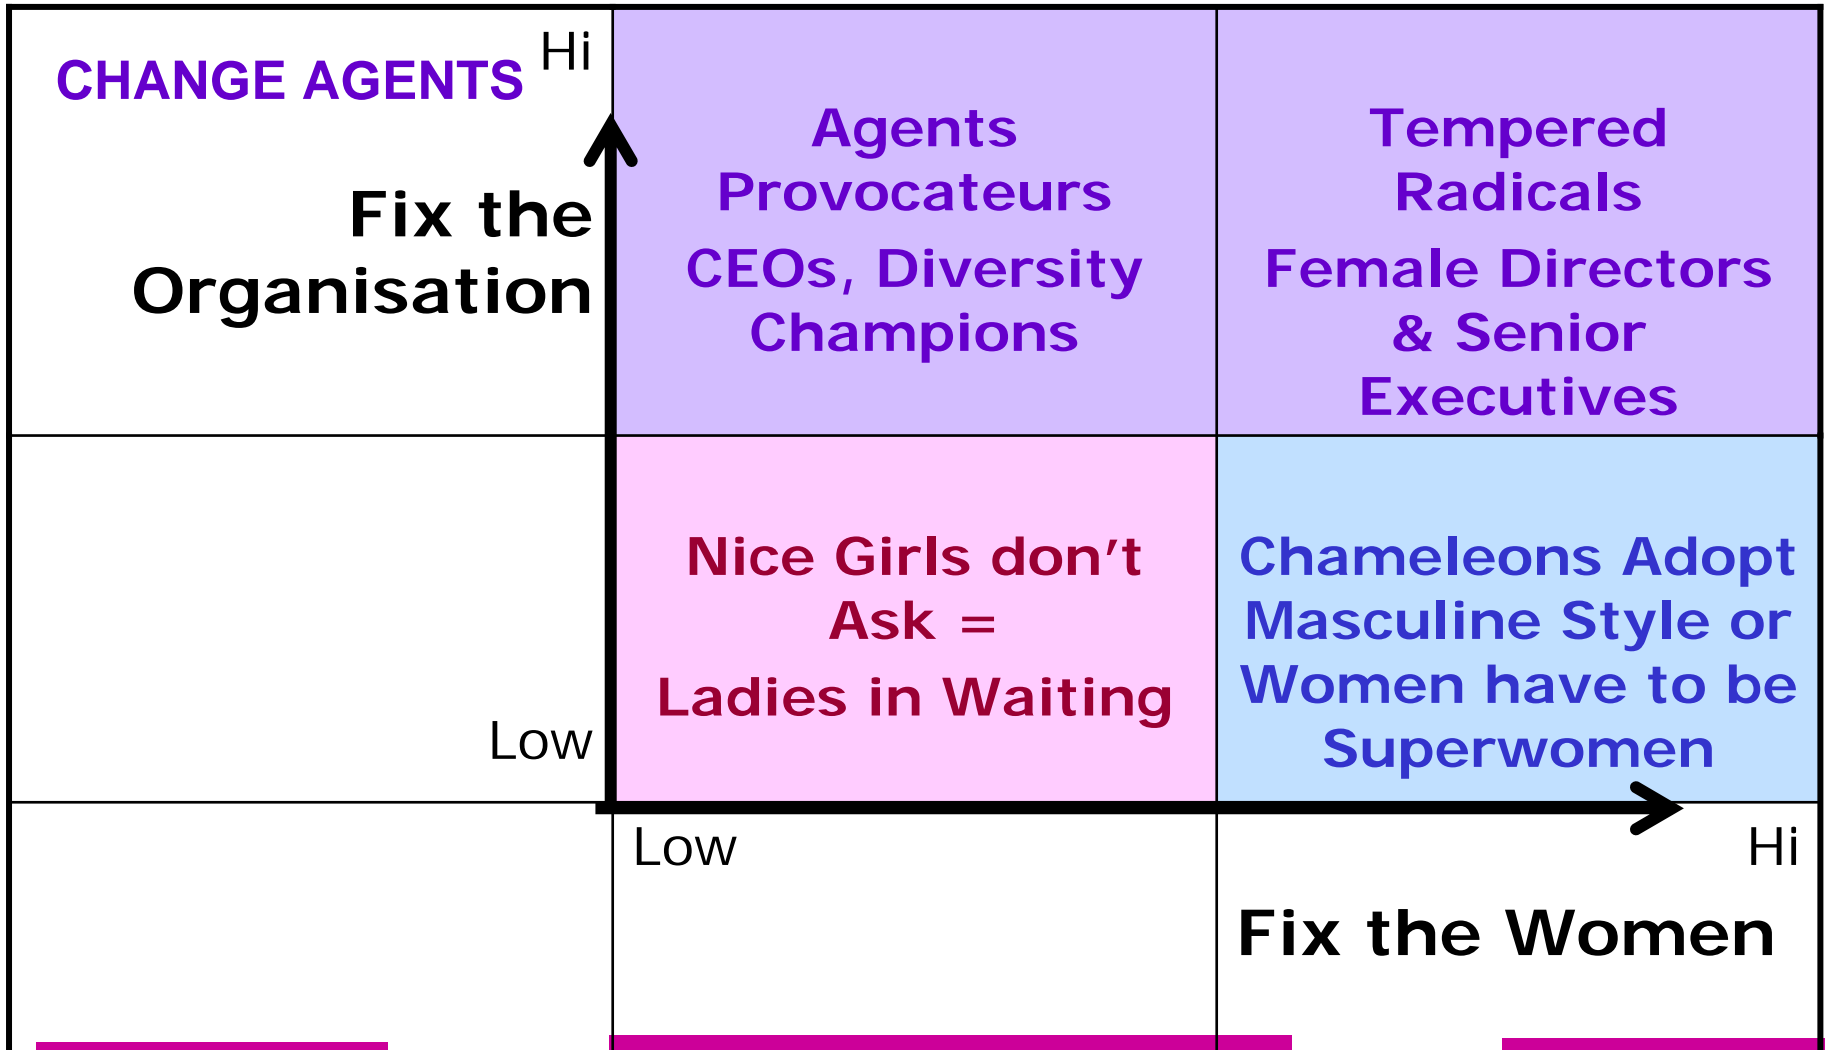 CHANGE AGENTS
Hi
Fix the
Organisation
Agents
Provocateurs
CEOs, Diversity
Champions
Tempered
Radicals
Female Directors
& Senior
Executives
Low
Nice Girls don’t
Ask =
Ladies in Waiting
Chameleons Adopt
Masculine Style or
Women have to be
Superwomen
Low
Hi
Fix the Women